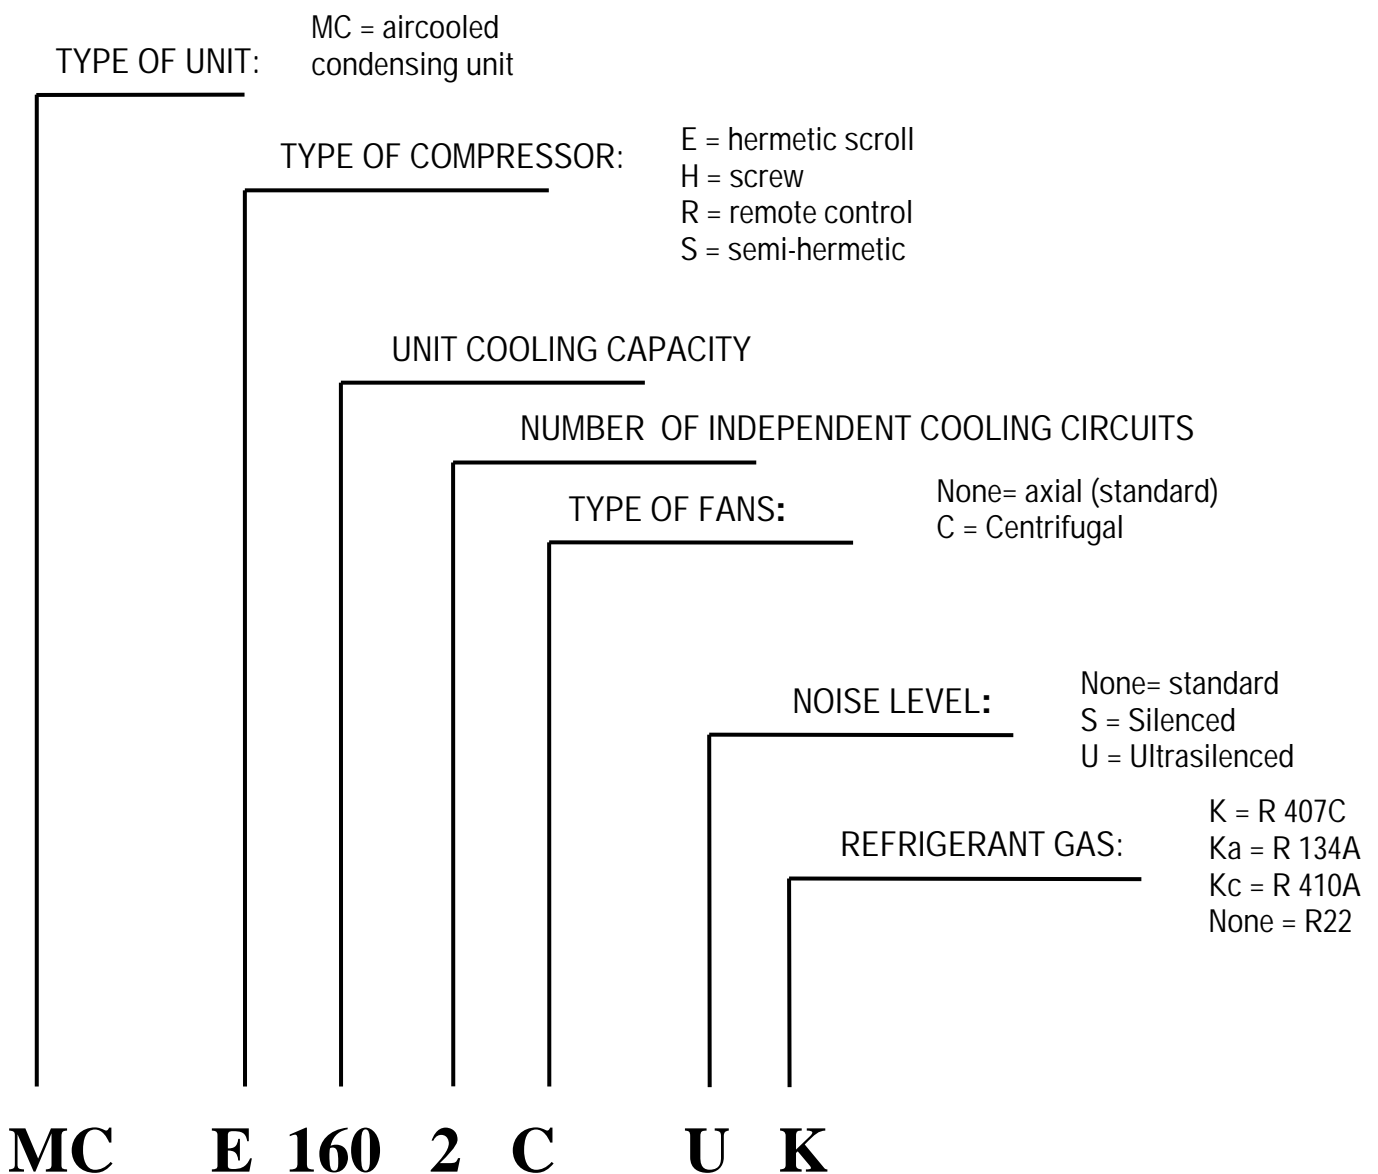 MC = aircooled
TYPE OF UNIT: condensing unit
E = hermetic scroll
TYPE OF COMPRESSOR:
H = screw
R = remote control
S = semi-hermetic
UNIT COOLING CAPACITY
NUMBER OF INDEPENDENT COOLING CIRCUITS
None= axial (standard)
TYPE OF FANS:
C = Centrifugal
None= standard
NOISE LEVEL:
S = Silenced
U = Ultrasilenced
K = R 407C
REFRIGERANT GAS:
Ka = R 134A
Kc = R 410A
None = R22
MC E 160 2 C U K